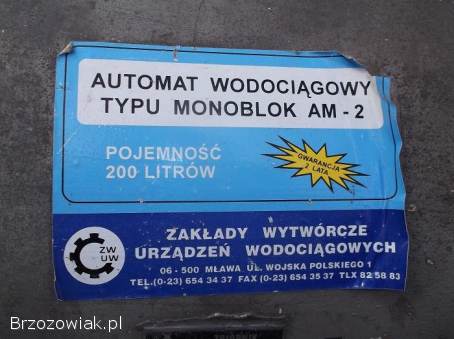 AUTOMAT WODOCIĄGOWY
TYPU MONOBLOK AM - 2
POJEMNOŚĆ
200 LITRÓW
GWARANCJA
2 LATA
ZW
UW
ZAKŁADY WYTWÓRCZE
URZĄDZEŃ WODOCIĄGOWYCH
06 - 500 MŁAWA UL. WOJSKA POLSKIEGO 1
TEL.(0-23) 654 34 37 FAX.(0-23) 654 35 37 TLX 82 58 83
Brzozowiak.pl